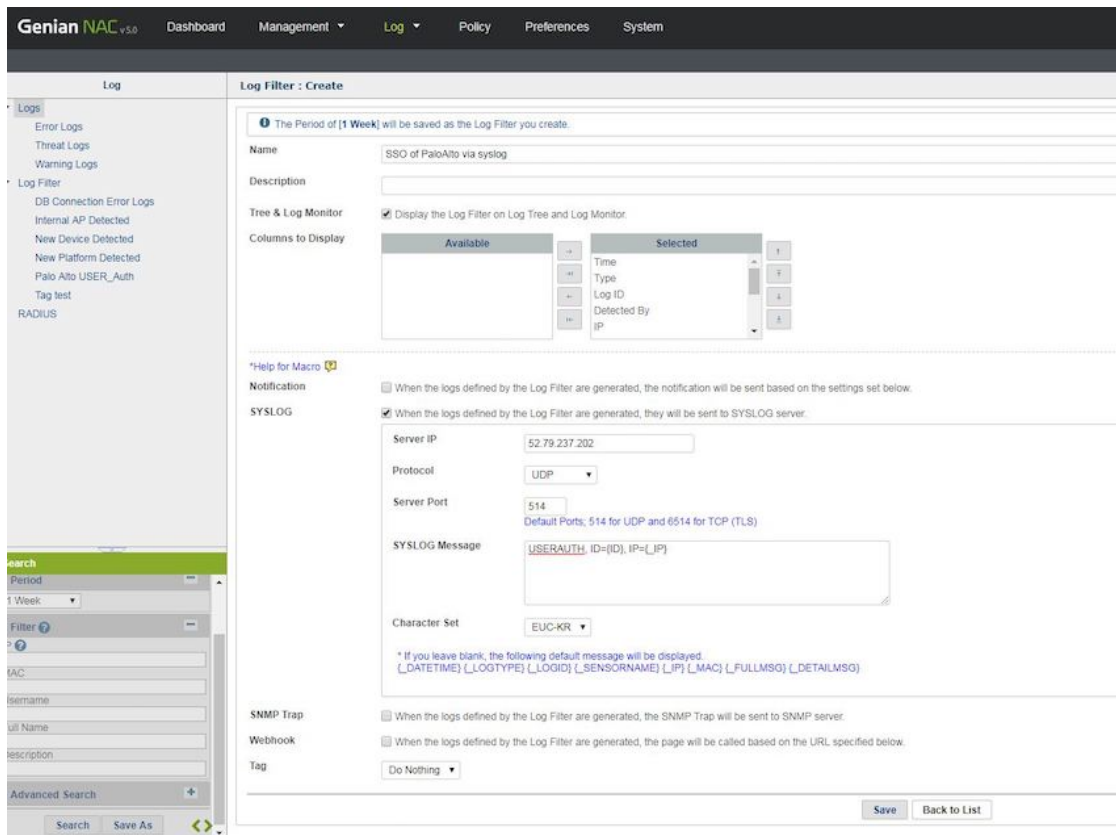 Genian NAC v5.0 Dashboard Management Log Policy Preferences System
Log
Log Filter : Create
Logs
Error Logs
Threat Logs
Warning Logs
Log Filter
DB Connection Error Logs
Internal AP Detected
New Device Detected
New Platform Detected
Palo Alto USER_Auth
Tag test
RADIUS
The Period of [1 Week] will be saved as the Log Filter you create.
Name SSO of PaloAlto via syslog
Description
Tree & Log Monitor Display the Log Filter on Log Tree and Log Monitor.
Columns to Display Available Selected
Time
Type
Log ID
Detected By
IP
*Help for Macro
Notification When the logs defined by the Log Filter are generated, the notification will be sent based on the settings set below.
SYSLOG When the logs defined by the Log Filter are generated, they will be sent to SYSLOG server.
Server IP 52.79.237.202
Protocol UDP
Server Port 514
Default Ports; 514 for UDP and 6514 for TCP (TLS)
SYSLOG Message USERAUTH, ID={ID}, IP={_IP}
Character Set EUC-KR
* If you leave blank, the following default message will be displayed.
{_DATETIME} {_LOGTYPE} {_LOGID} {_SENSORNAME} {_IP} {_MAC} {_FULLMSG} {_DETAILMSG}
SNMP Trap When the logs defined by the Log Filter are generated, the SNMP Trap will be sent to SNMP server.
Webhook When the logs defined by the Log Filter are generated, the page will be called based on the URL specified below.
Tag Do Nothing
Save Back to List
earch
Period
1 Week
Filter
P
MAC
Username
ull Name
escription
Advanced Search
Search Save As